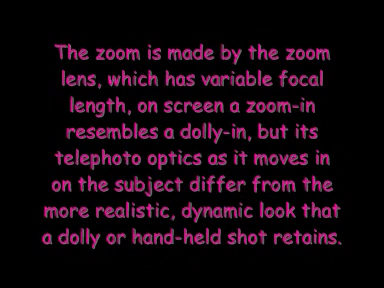 The zoom is made by the zoom
lens, which has variable focal
length, on screen a zoom-in
resembles a dolly-in, but its
telephoto optics as it moves in
on the subject differ from the
more realistic, dynamic look that
a dolly or hand-held shot retains.